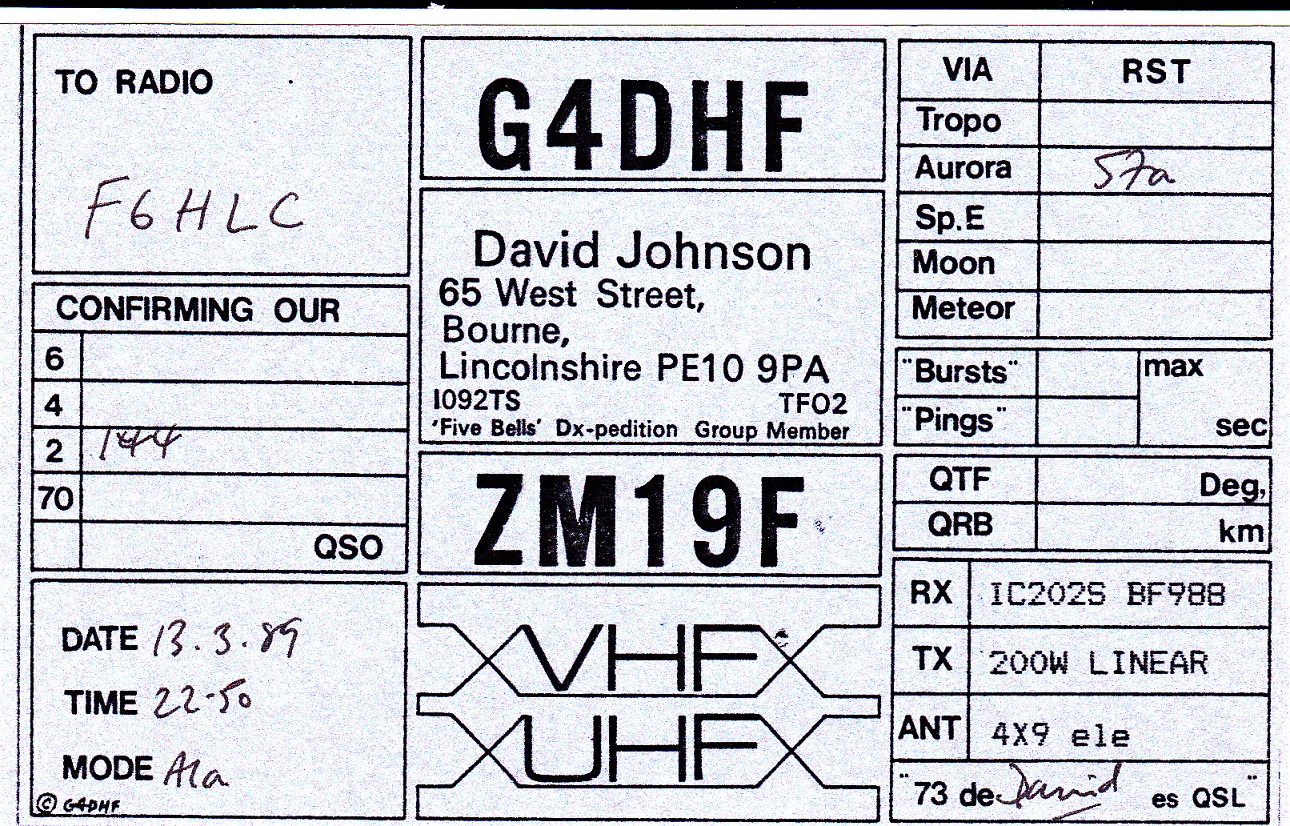 TO RADIO
F6HLC
CONFIRMING OUR
6
4
2 144
70
QSO
DATE 13.3.89
TIME 22-50
MODE A1a
© G4DHF
G4DHF
David Johnson
65 West Street,
Bourne,
Lincolnshire PE10 9PA
IO92TS TF02
'Five Bells' Dx-pedition Group Member
ZM19F
VHF
UHF
VIA RST
Tropo
Aurora 57a
Sp.E
Moon
Meteor
"Bursts" max
"Pings" sec
QTF Deg,
QRB km
RX IC202S BF988
TX 200W LINEAR
ANT 4X9 ele
"73 de David es QSL"